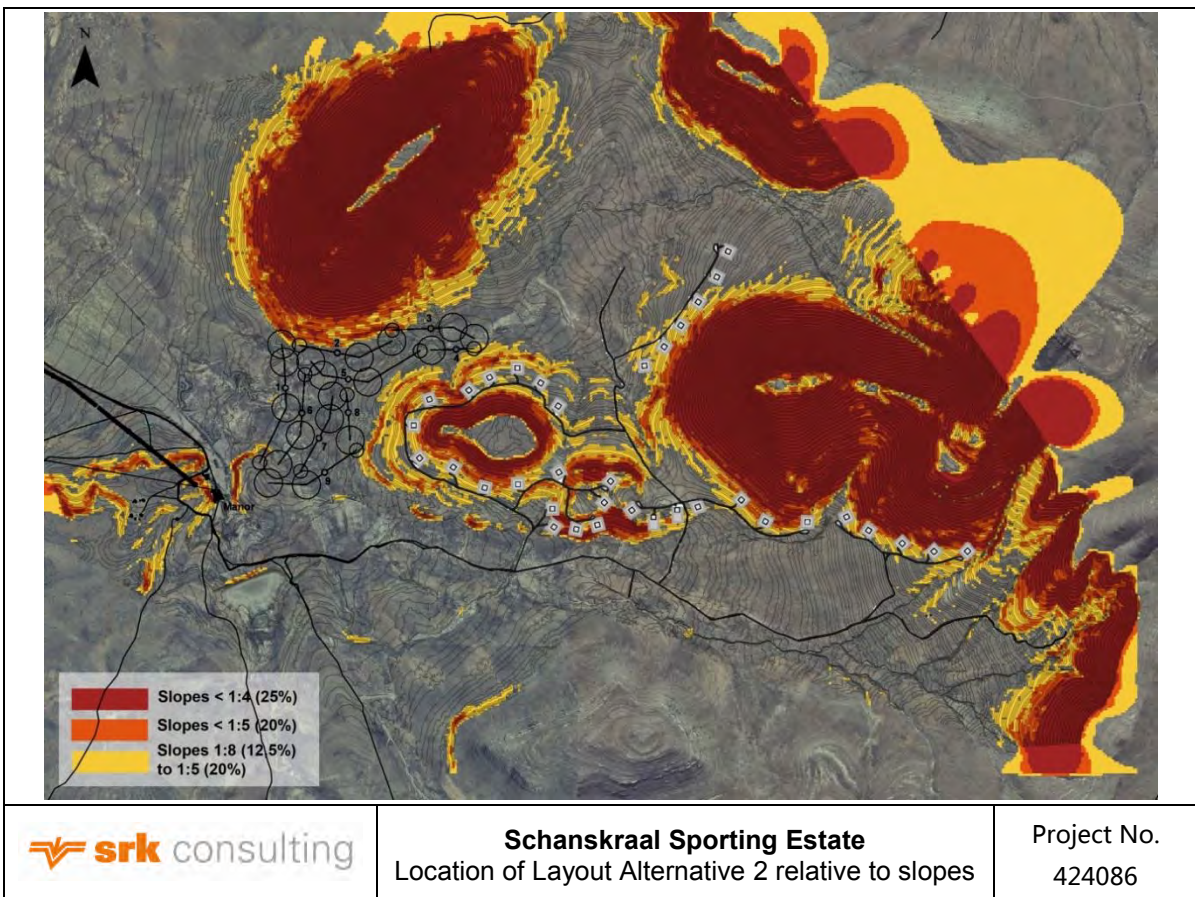 N
3
2
4
5
1
6
8
9
Manor
Slopes < 1:4 (25%)
Slopes < 1:5 (20%)
Slopes 1:8 (12.5%)
to 1:5 (20%)
srk consulting
Schanskraal Sporting Estate
Location of Layout Alternative 2 relative to slopes
Project No.
424086